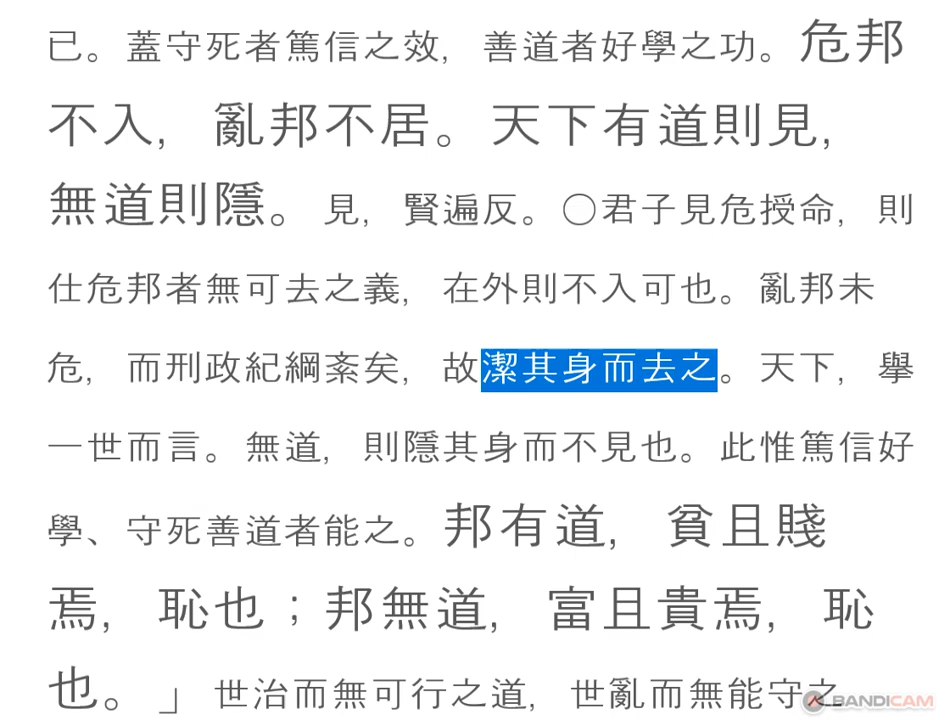 已。蓋守死者篤信之效，善道者好學之功。危邦
不入，亂邦不居。天下有道則見，
無道則隱。見，賢遍反。〇君子見危授命，則
仕危邦者無可去之義，在外則不入可也。亂邦未
危，而刑政紀綱紊矣，故潔其身而去之。天下，舉
一世而言。無道，則隱其身而不見也。此惟篤信好
學、守死善道者能之。邦有道，貧且賤
焉，恥也；邦無道，富且貴焉，恥
也。」世治而無可行之道，世亂而無能守之
BANDICAM